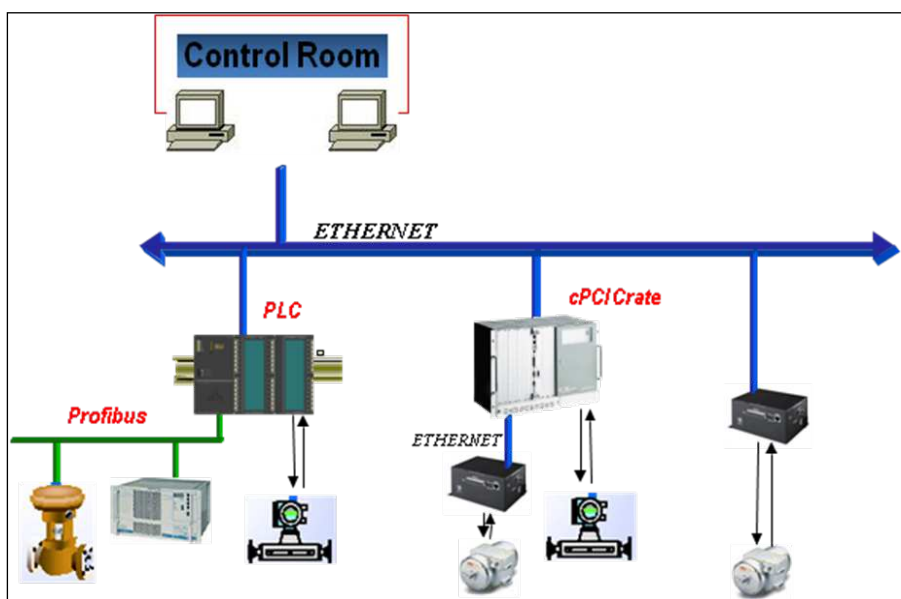 Control Room
ETHERNET
PLC
cPCI Crate
Profibus
ETHERNET